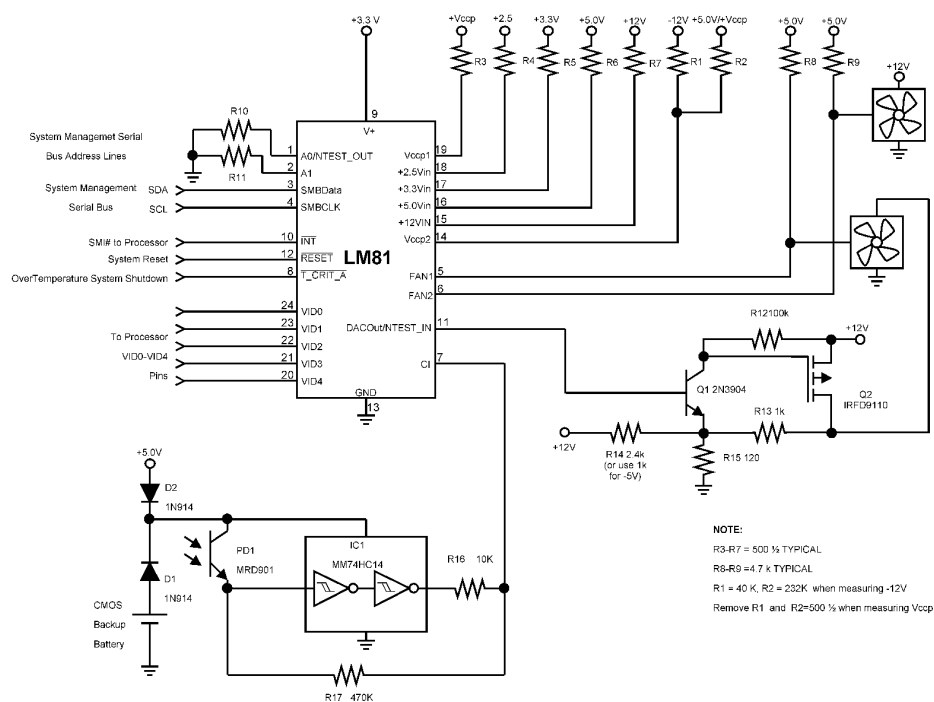 +3.3 V
+Vccp
+2.5
+3.3V
+5.0V
+12V
-12V
+5.0V/+Vccp
+5.0V
+5.0V
R3
R4
R5
R6
R7
R1
R2
R8
R9
+12V
9
V+
R10
R11
System Managemet Serial
Bus Address Lines
1
A0/NTEST_OUT
2
A1
System Management
Serial Bus
SDA
3
SMBData
SCL
4
SMBCLK
SMI# to Processor
10
INT
System Reset
12
RESET
OverTemperature System Shutdown
8
T_CRIT_A
LM81
24
VID0
23
VID1
To Processor
22
VID2
VID0-VID4
21
VID3
Pins
20
VID4
GND
13
Vccp1
19
+2.5Vin
18
+3.3Vin
17
+5.0Vin
16
+12VIN
15
Vccp2
14
FAN1
5
FAN2
6
DACOut/NTEST_IN
11
CI
7
R12100k
+12V
Q1 2N3904
Q2
IRFD9110
R13 1k
+12V
R14 2.4k
(or use 1k
for -5V)
R15 120
+5.0V
D2
1N914
D1
1N914
CMOS
Backup
Battery
PD1
MRD901
IC1
MM74HC14
R16 10K
R17 470K
NOTE:
R3-R7 = 500 ½ TYPICAL
R8-R9 =4.7 k TYPICAL
R1 = 40 K, R2 = 232K when measuring -12V
Remove R1 and R2=500 ½ when measuring Vccp